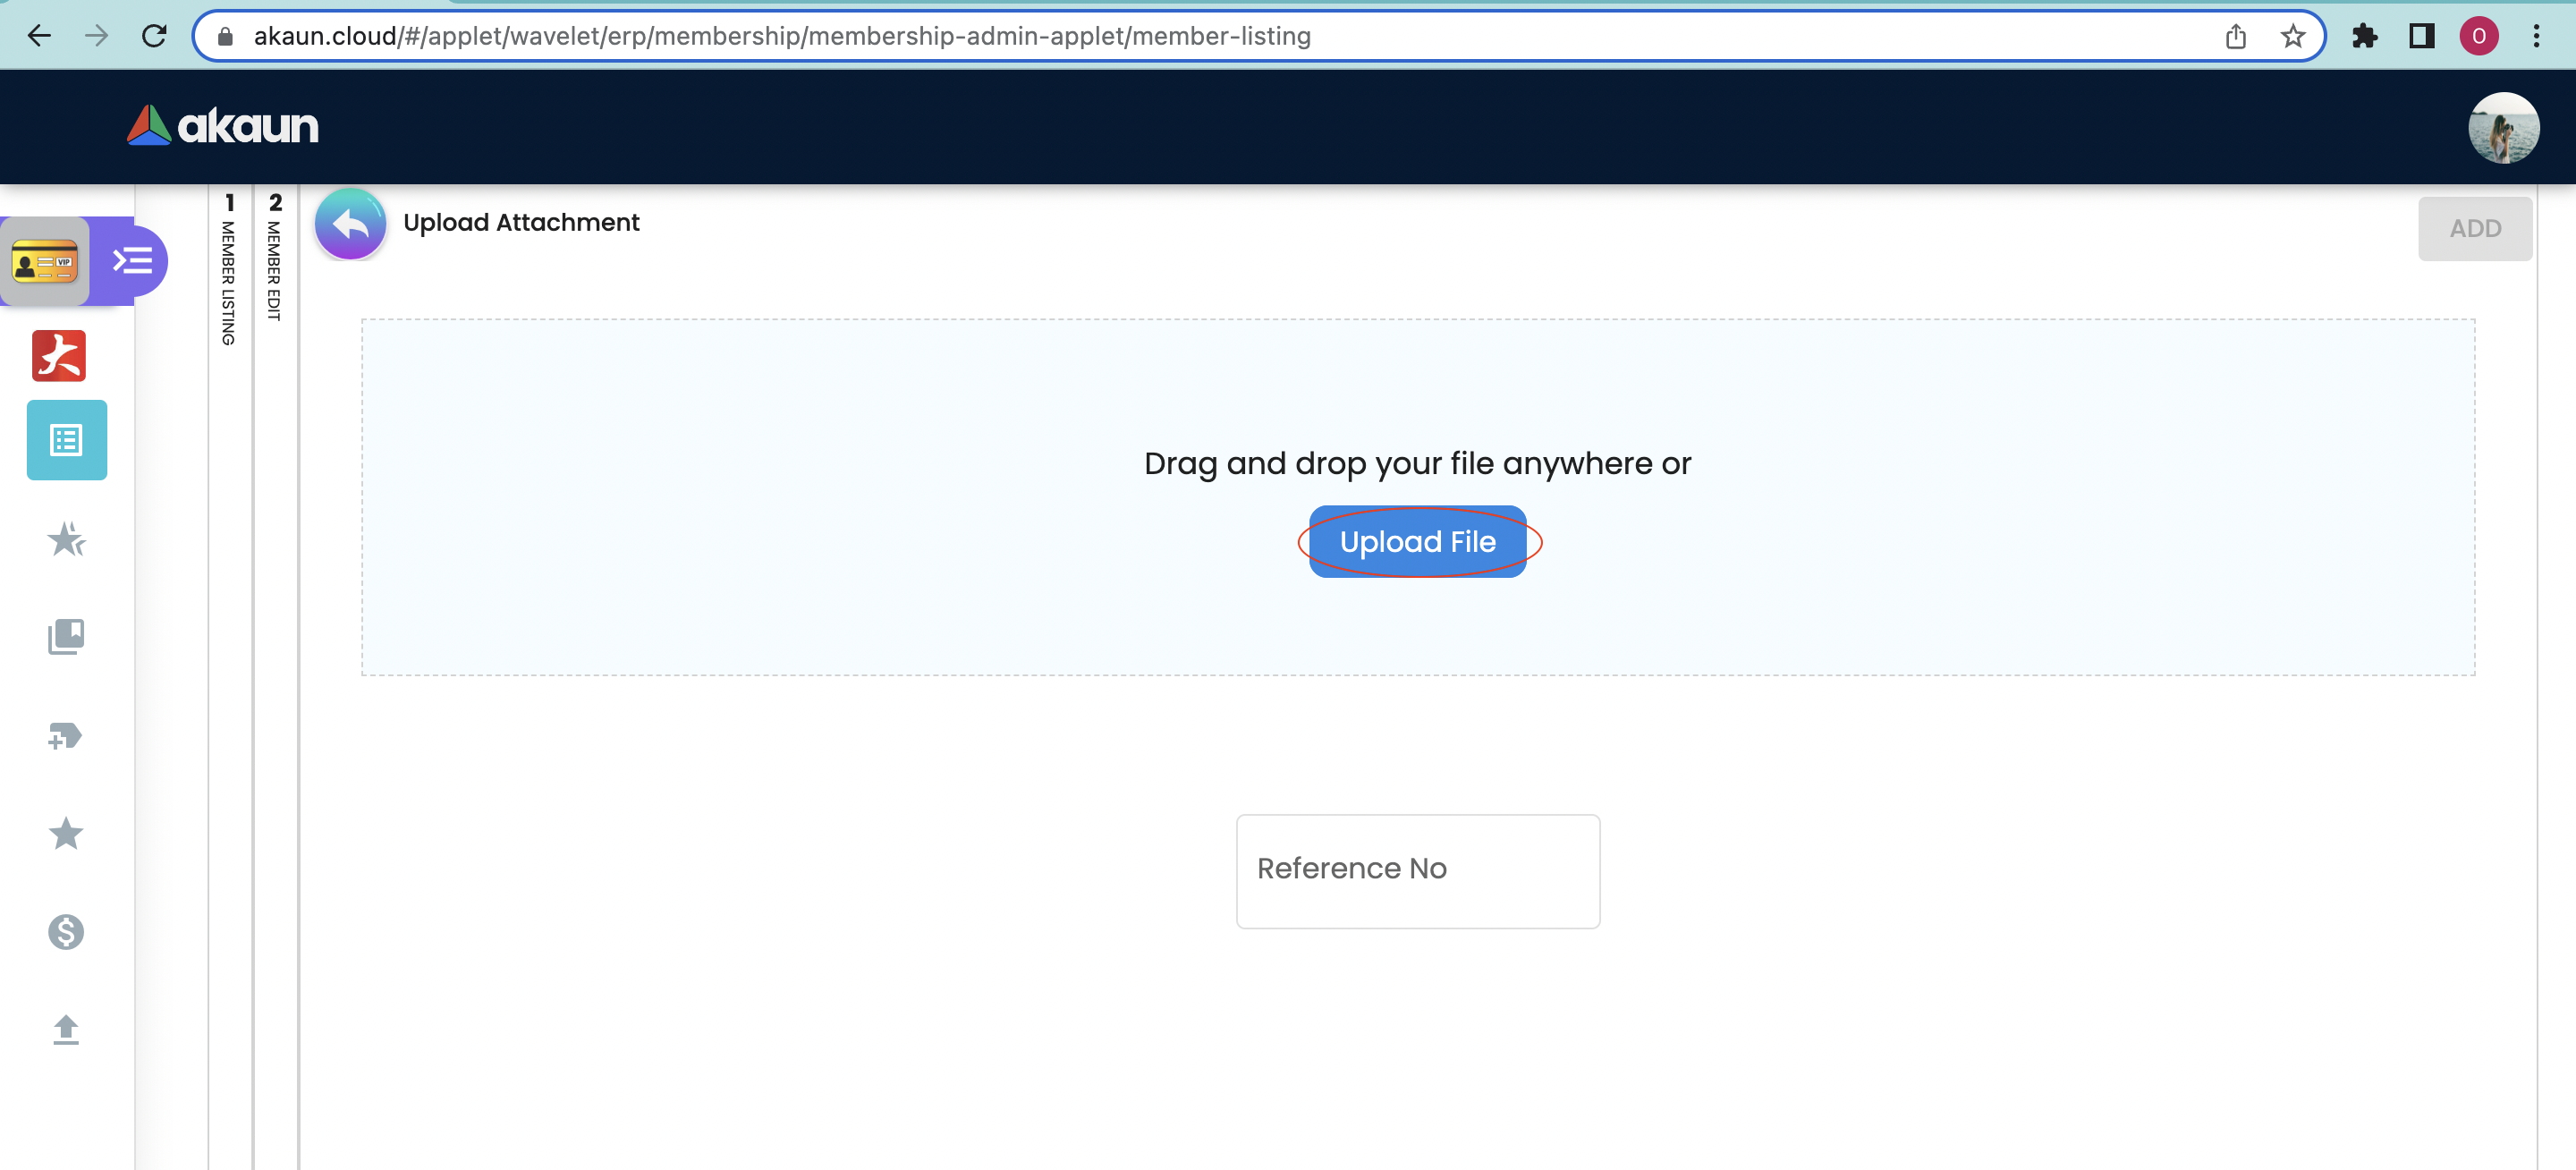 akaun.cloud/#/applet/wavelet/erp/membership/membership-admin-applet/member-listing
O
akaun
1 MEMBER LISTING
2 MEMBER EDIT
Upload Attachment
ADD
VIP
Drag and drop your file anywhere or
Upload File
Reference No